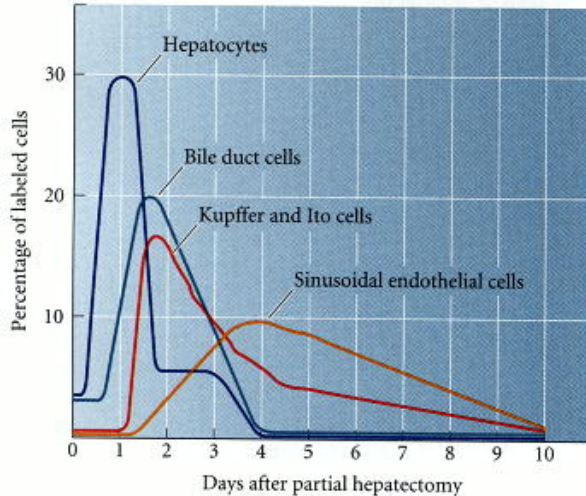 Hepatocytes
30
Bile duct cells
20
Kupffer and Ito cells
Sinusoidal endothelial cells
10
Percentage of labeled cells
0 1 2 3 4 5 6 7 8 9 10
Days after partial hepatectomy